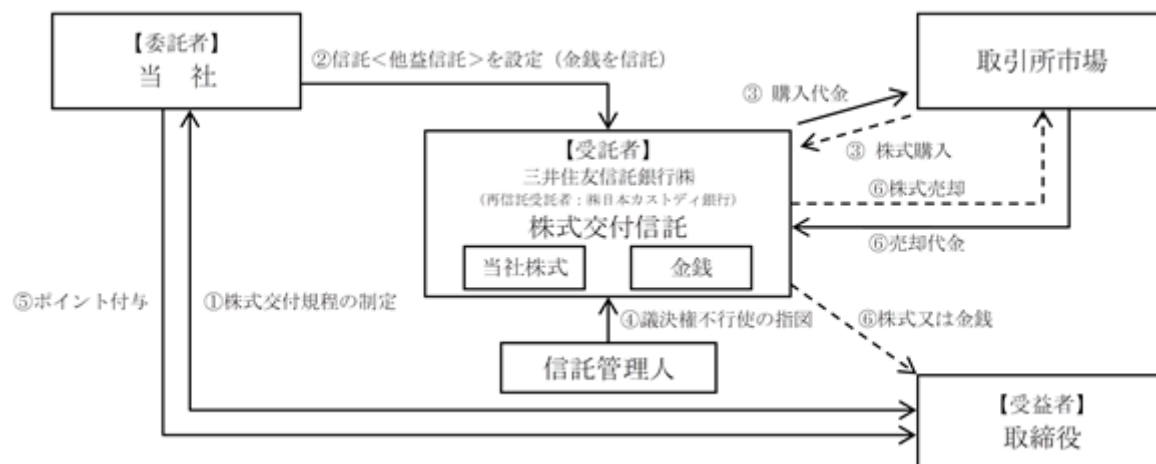 【委託者】
当　社
②信託＜他益信託＞を設定（金銭を信託）
取引所市場
③ 購入代金
③ 株式購入
【受託者】
三井住友信託銀行㈱
（再信託受託者：㈱日本カストディ銀行）
株式交付信託
当社株式
金銭
⑥株式売却
⑥売却代金
⑤ポイント付与
①株式交付規程の制定
④議決権不行使の指図
⑥株式又は金銭
信託管理人
【受益者】
取締役